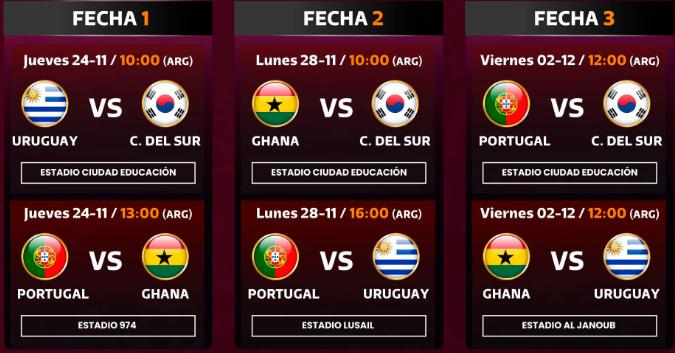 FECHA 1
Jueves 24-11 / 10:00 (ARG)
VS
URUGUAY C. DEL SUR
ESTADIO CIUDAD EDUCACIÓN
Jueves 24-11 / 13:00 (ARG)
VS
PORTUGAL GHANA
ESTADIO 974
FECHA 2
Lunes 28-11 / 10:00 (ARG)
VS
GHANA C. DEL SUR
ESTADIO CIUDAD EDUCACIÓN
Lunes 28-11 / 16:00 (ARG)
VS
PORTUGAL URUGUAY
ESTADIO LUSAIL
FECHA 3
Viernes 02-12 / 12:00 (ARG)
VS
PORTUGAL C. DEL SUR
ESTADIO CIUDAD EDUCACIÓN
Viernes 02-12 / 12:00 (ARG)
VS
GHANA URUGUAY
ESTADIO AL JANOUB